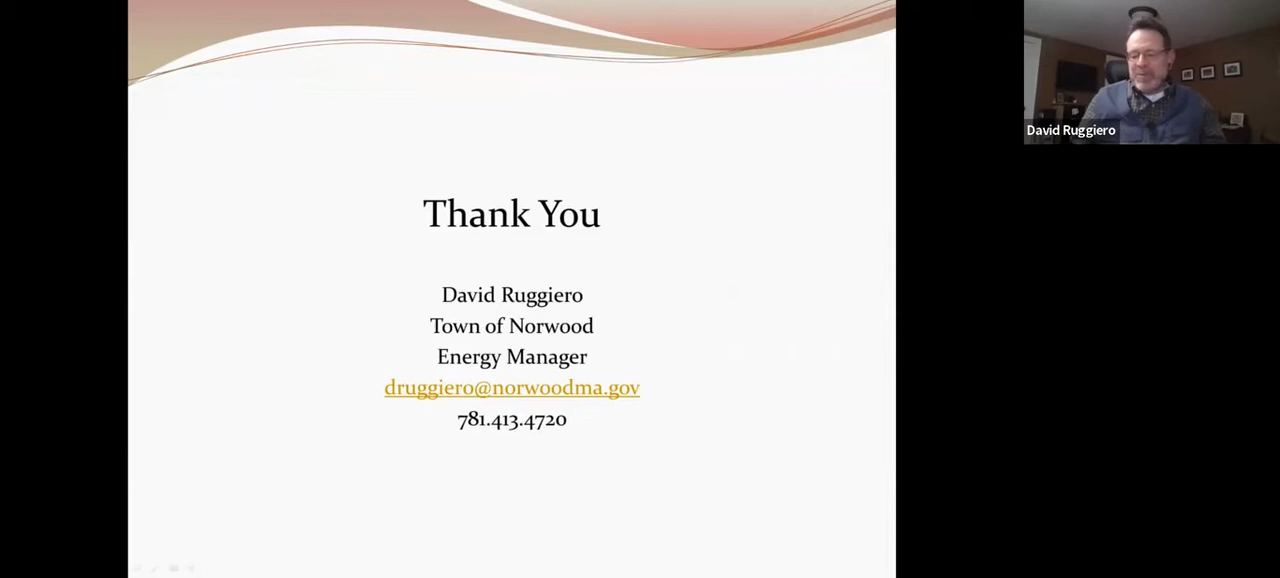 Thank You
David Ruggiero
Town of Norwood
Energy Manager
druggiero@norwoodma.gov
781.413.4720
David Ruggiero